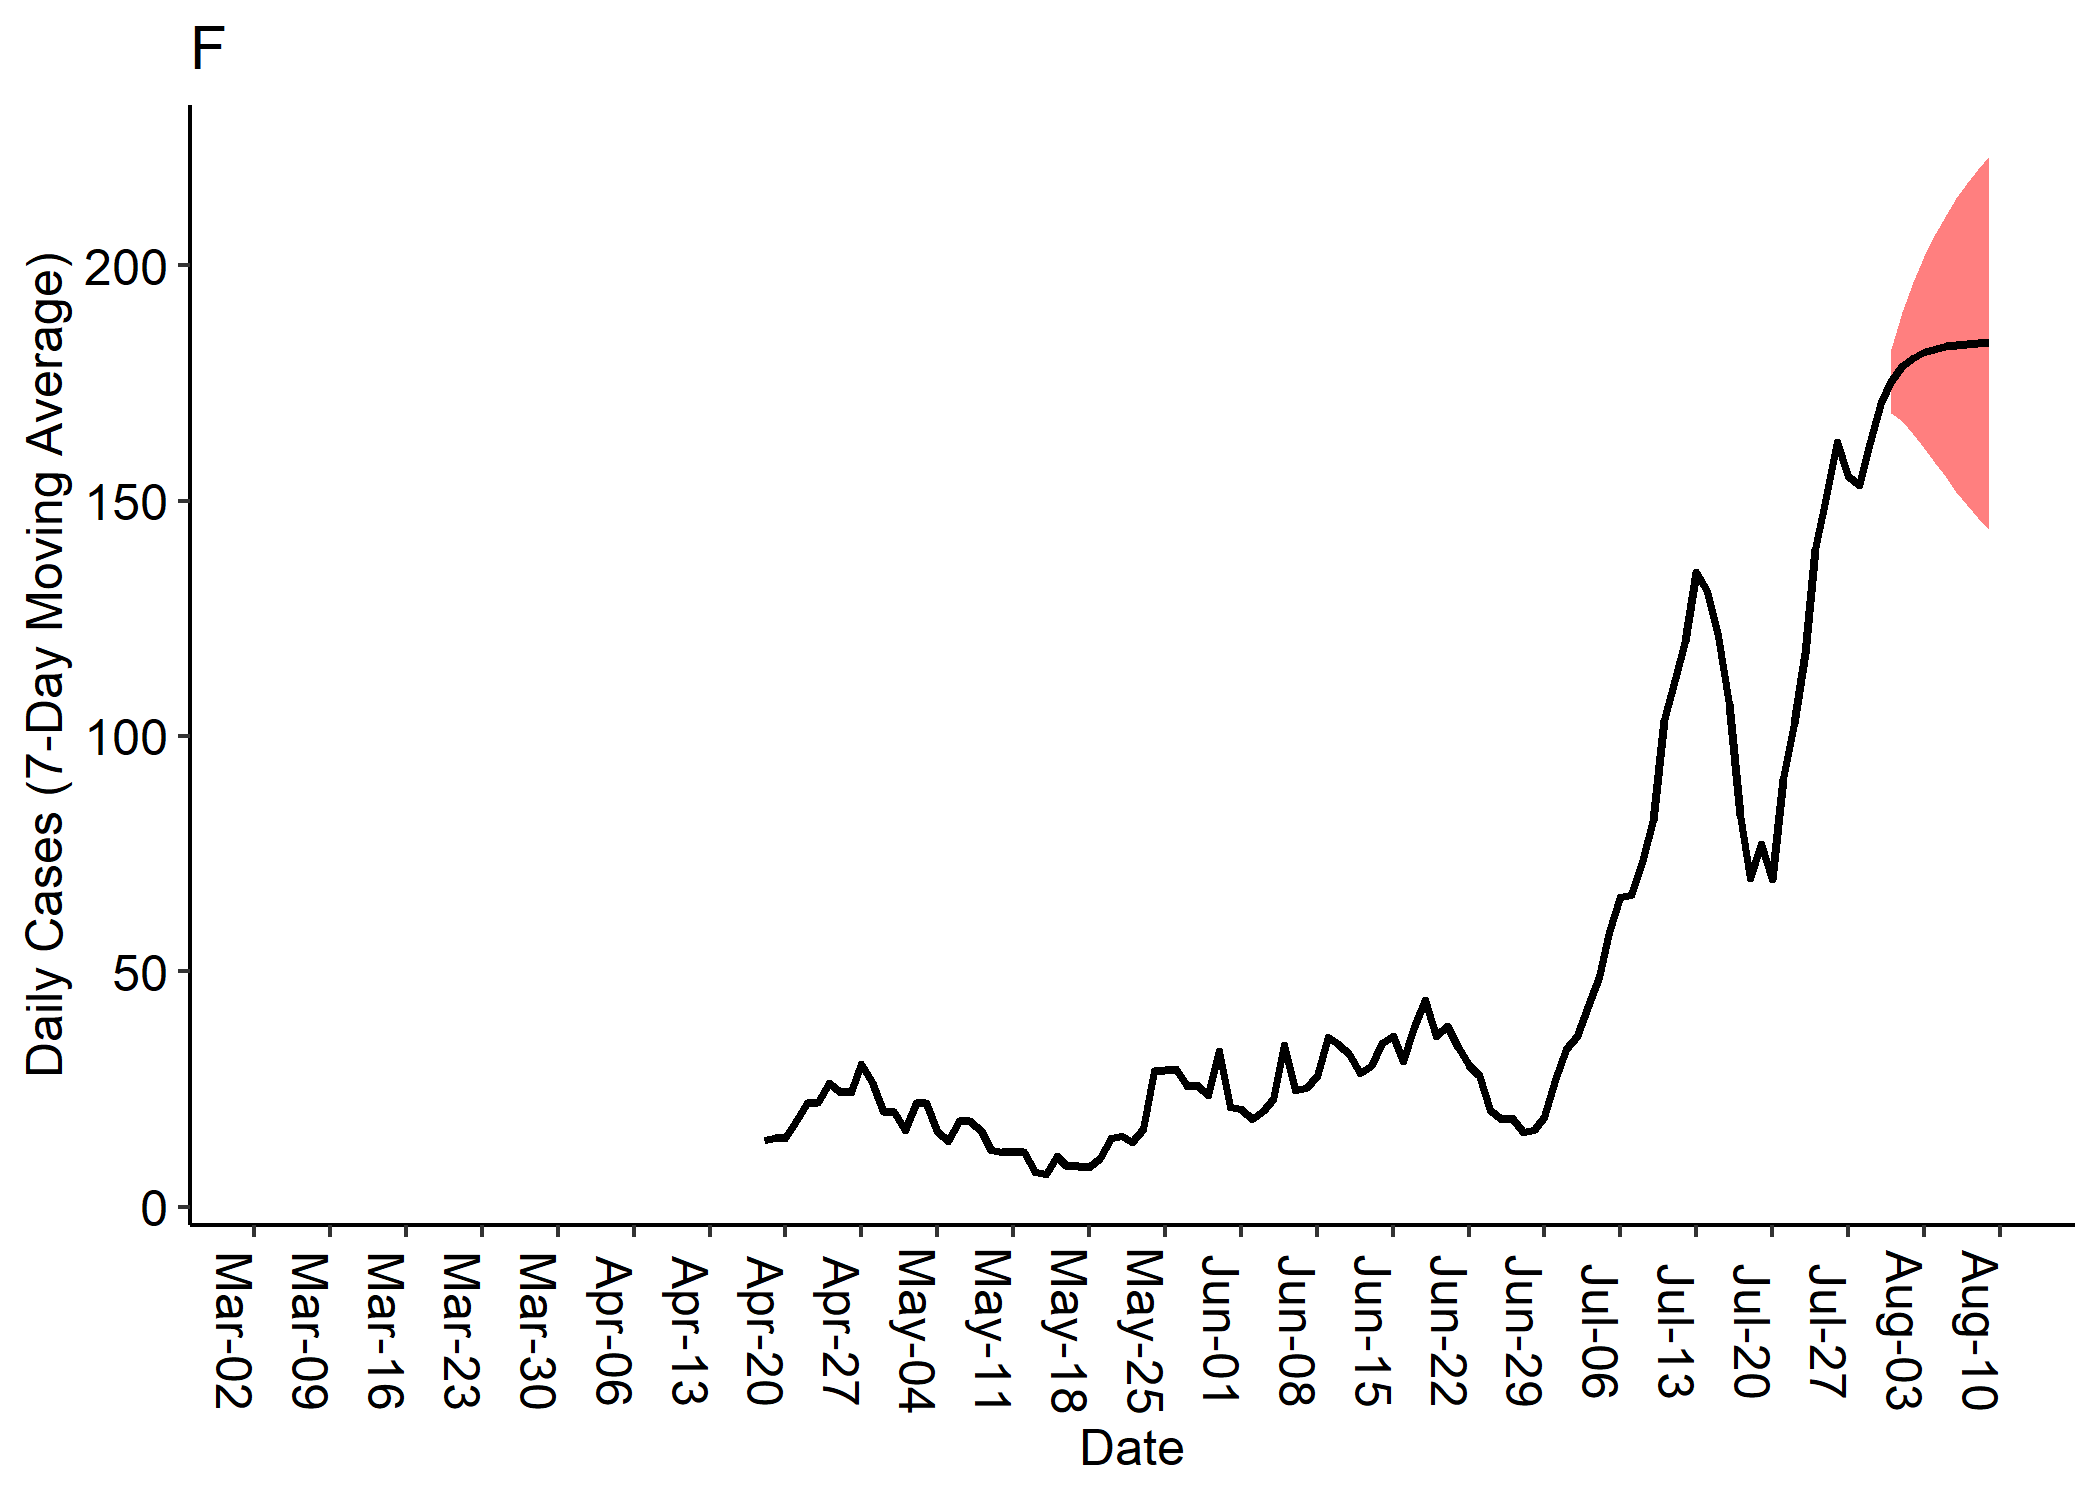 F
Daily Cases (7-Day Moving Average)
200
150
100
50
0
Mar-02
Mar-09
Mar-16
Mar-23
Mar-30
Apr-06
Apr-13
Apr-20
Apr-27
May-04
May-11
May-18
May-25
Jun-01
Jun-08
Jun-15
Jun-22
Jun-29
Jul-06
Jul-13
Jul-20
Jul-27
Aug-03
Aug-10
Date